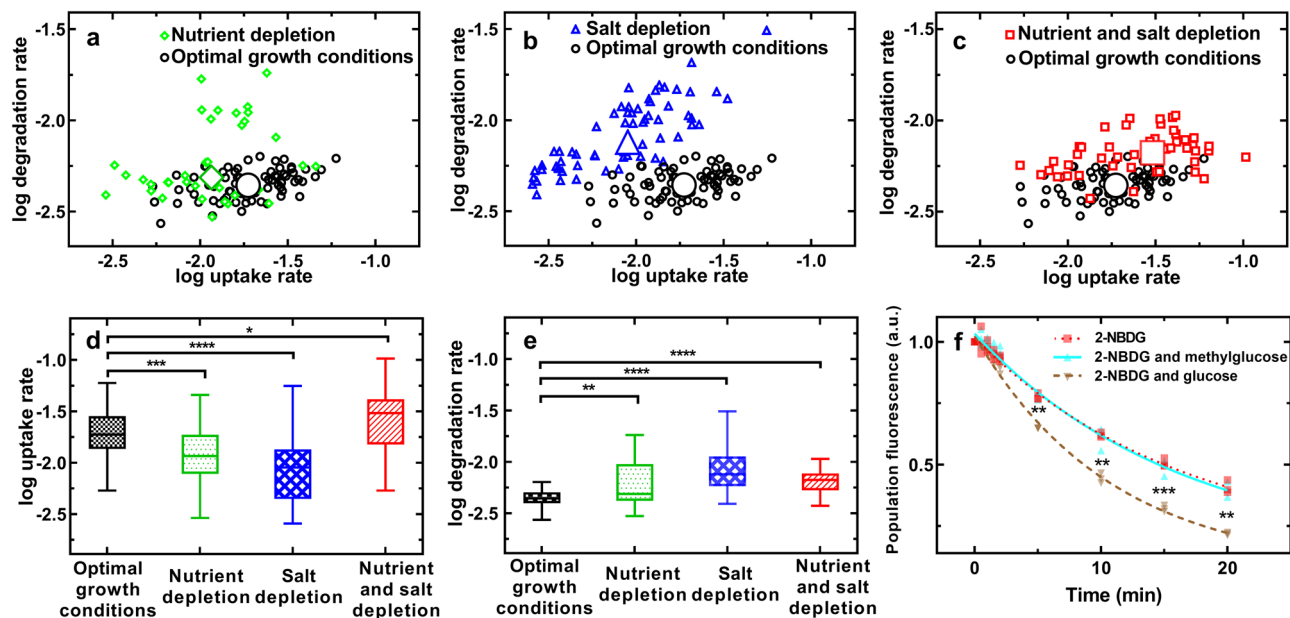 a
Nutrient depletion
Optimal growth conditions
log degradation rate
-1.5
-2.0
-2.5
-2.5
-2.0
-1.5
-1.0
log uptake rate
b
Salt depletion
Optimal growth conditions
log degradation rate
-1.5
-2.0
-2.5
-2.5
-2.0
-1.5
-1.0
log uptake rate
c
Nutrient and salt depletion
Optimal growth conditions
log degradation rate
-1.5
-2.0
-2.5
-2.5
-2.0
-1.5
-1.0
log uptake rate
d
*
****
***
log uptake rate
-1.0
-1.5
-2.0
-2.5
Optimal
growth
conditions
Nutrient
depletion
Salt
depletion
Nutrient
and salt
depletion
e
****
****
**
log degradation rate
-1.0
-1.5
-2.0
-2.5
Optimal
growth
conditions
Nutrient
depletion
Salt
depletion
Nutrient
and salt
depletion
f
2-NBDG
2-NBDG and methylglucose
2-NBDG and glucose
Population fluorescence (a.u.)
1.0
0.5
**
**
***
**
0
10
20
Time (min)